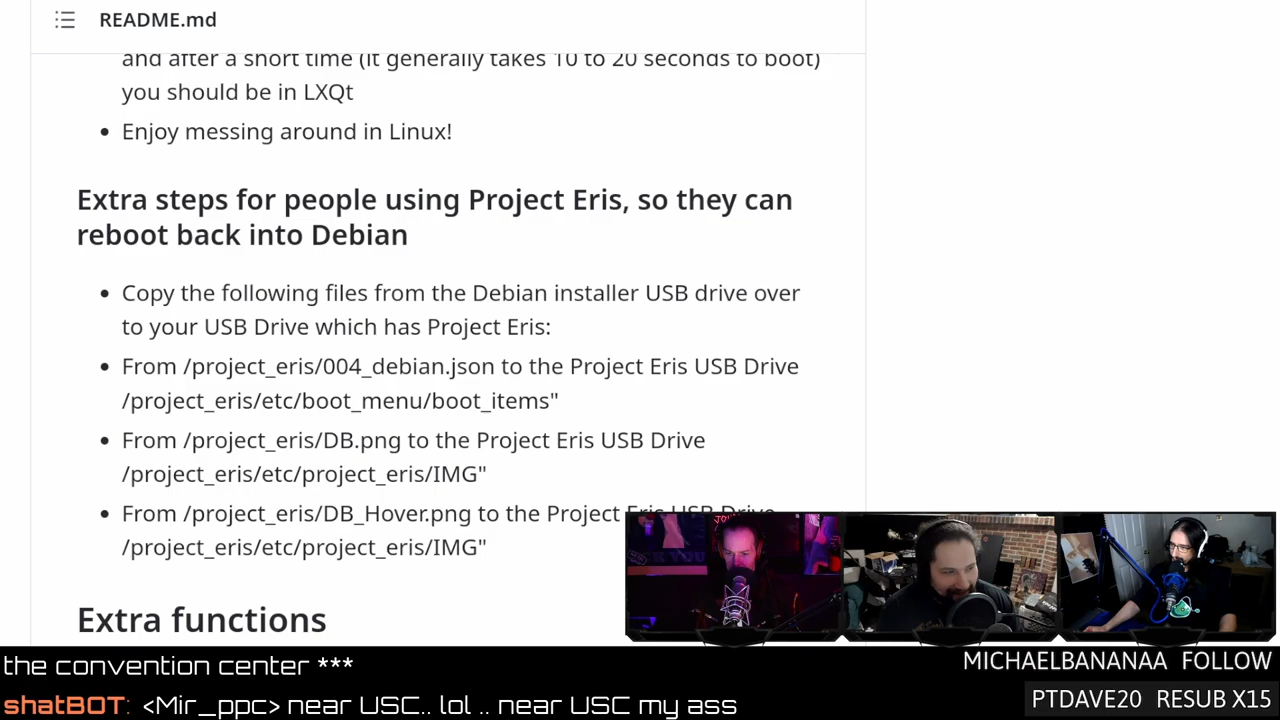 README.md
and after a short time (it generally takes 10 to 20 seconds to boot)
you should be in LXQt
Enjoy messing around in Linux!
Extra steps for people using Project Eris, so they can
reboot back into Debian
Copy the following files from the Debian installer USB drive over
to your USB Drive which has Project Eris:
From /project_eris/004_debian.json to the Project Eris USB Drive
/project_eris/etc/boot_menu/boot_items"
From /project_eris/DB.png to the Project Eris USB Drive
/project_eris/etc/project_eris/IMG"
From /project_eris/DB_Hover.png to the Project Eris USB Drive
/project_eris/etc/project_eris/IMG"
Extra functions
the convention center ***
MICHAELBANANAA FOLLOW
shatBOT: <Mir_ppc> near USC.. lol .. near USC my ass
PTDAVE20 RESUB X15